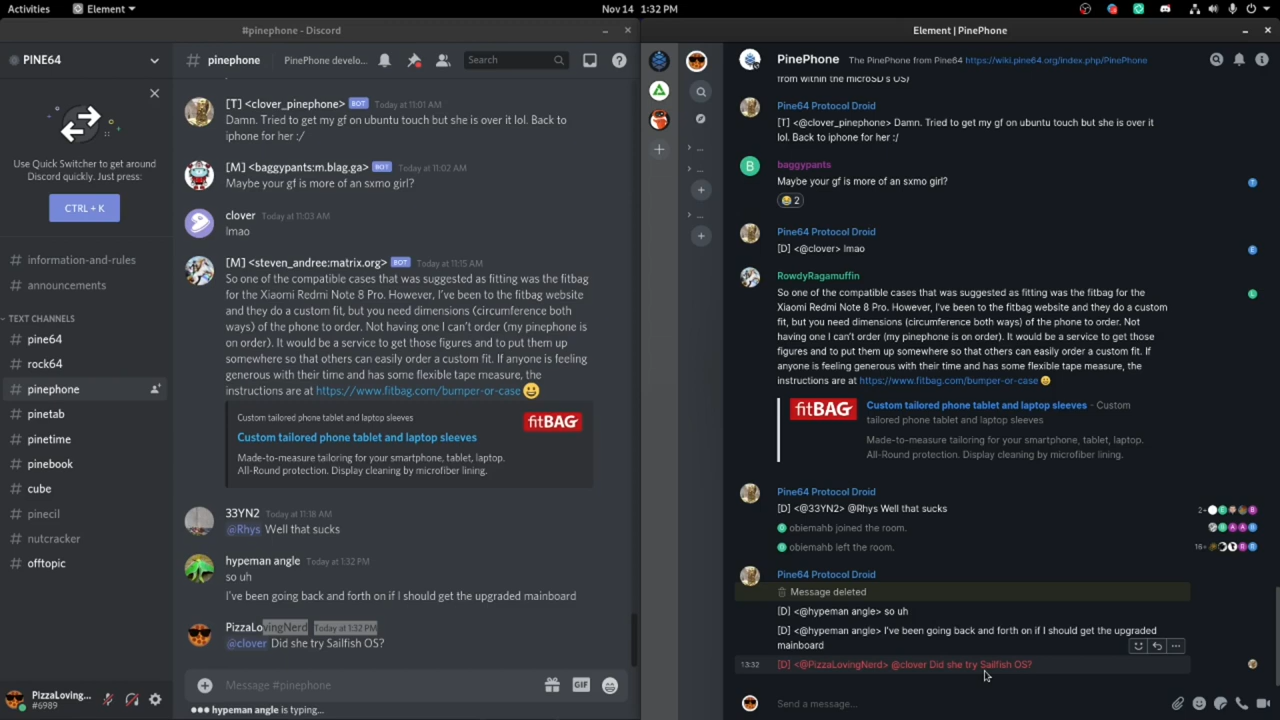 Activities
Element
Nov 14 1:32 PM
#pinephone - Discord
Element | PinePhone
PINE64
Use Quick Switcher to get around
Discord quickly. Just press:
CTRL + K
# information-and-rules
# announcements
TEXT CHANNELS
# pine64
# rock64
# pinephone
# pinetab
# pinetime
# pinebook
# cube
# pinecil
# nutcracker
# offtopic
PizzaLoving...
#6989
# pinephone
PinePhone develo...
Search
[T] <clover_pinephone> BOT Today at 11:01 AM
Damn. Tried to get my gf on ubuntu touch but she is over it lol. Back to
iphone for her :/
[M] <baggypants:m.blag.ga> BOT Today at 11:02 AM
Maybe your gf is more of an sxmo girl?
clover Today at 11:03 AM
lmao
[M] <steven_andree:matrix.org> BOT Today at 11:15 AM
So one of the compatible cases that was suggested as fitting was the fitbag
for the Xiaomi Redmi Note 8 Pro. However, I've been to the fitbag website
and they do a custom fit, but you need dimensions (circumference both
ways) of the phone to order. Not having one I can't order (my pinephone is
on order). It would be a service to get those figures and to put them up
somewhere so that others can easily order a custom fit. If anyone is feeling
generous with their time and has some flexible tape measure, the
instructions are at https://www.fitbag.com/bumper-or-case 😀
Custom tailored phone tablet and laptop sleeves
fitBAG
Custom tailored phone tablet and laptop sleeves
Made-to-measure tailoring for your smartphone, tablet, laptop.
All-Round protection. Display cleaning by microfiber lining.
33YN2 Today at 11:18 AM
@Rhys Well that sucks
hypeman angle Today at 1:32 PM
so uh
I've been going back and forth on if I should get the upgraded mainboard
PizzaLovingNerd Today at 1:32 PM
@clover Did she try Sailfish OS?
Message #pinephone
GIF
hypeman angle is typing...
PinePhone
The PinePhone from Pine64 https://wiki.pine64.org/index.php/PinePhone
from within the microSD's OS)
Pine64 Protocol Droid
[T] <@clover_pinephone> Damn. Tried to get my gf on ubuntu touch but she is over it
lol. Back to iphone for her :/
B
baggypants
Maybe your gf is more of an sxmo girl?
😂 2
Pine64 Protocol Droid
[D] <@clover> lmao
RowdyRagamuffin
So one of the compatible cases that was suggested as fitting was the fitbag for the
Xiaomi Redmi Note 8 Pro. However, I've been to the fitbag website and they do a custom
fit, but you need dimensions (circumference both ways) of the phone to order. Not
having one I can't order (my pinephone is on order). It would be a service to get those
figures and to put them up somewhere so that others can easily order a custom fit. If
anyone is feeling generous with their time and has some flexible tape measure, the
instructions are at https://www.fitbag.com/bumper-or-case 😀
fitBAG
Custom tailored phone tablet and laptop sleeves - Custom
tailored phone tablet and laptop sleeves
Made-to-measure tailoring for your smartphone, tablet, laptop.
All-Round protection. Display cleaning by microfiber lining.
Pine64 Protocol Droid
[D] <@33YN2> @Rhys Well that sucks
2+
obiemahb joined the room.
obiemahb left the room.
16+
Pine64 Protocol Droid
Message deleted
[D] <@hypeman angle> so uh
[D] <@hypeman angle> I've been going back and forth on if I should get the upgraded
mainboard
13:32 [D] <@PizzaLovingNerd> @clover Did she try Sailfish OS?
Send a message...